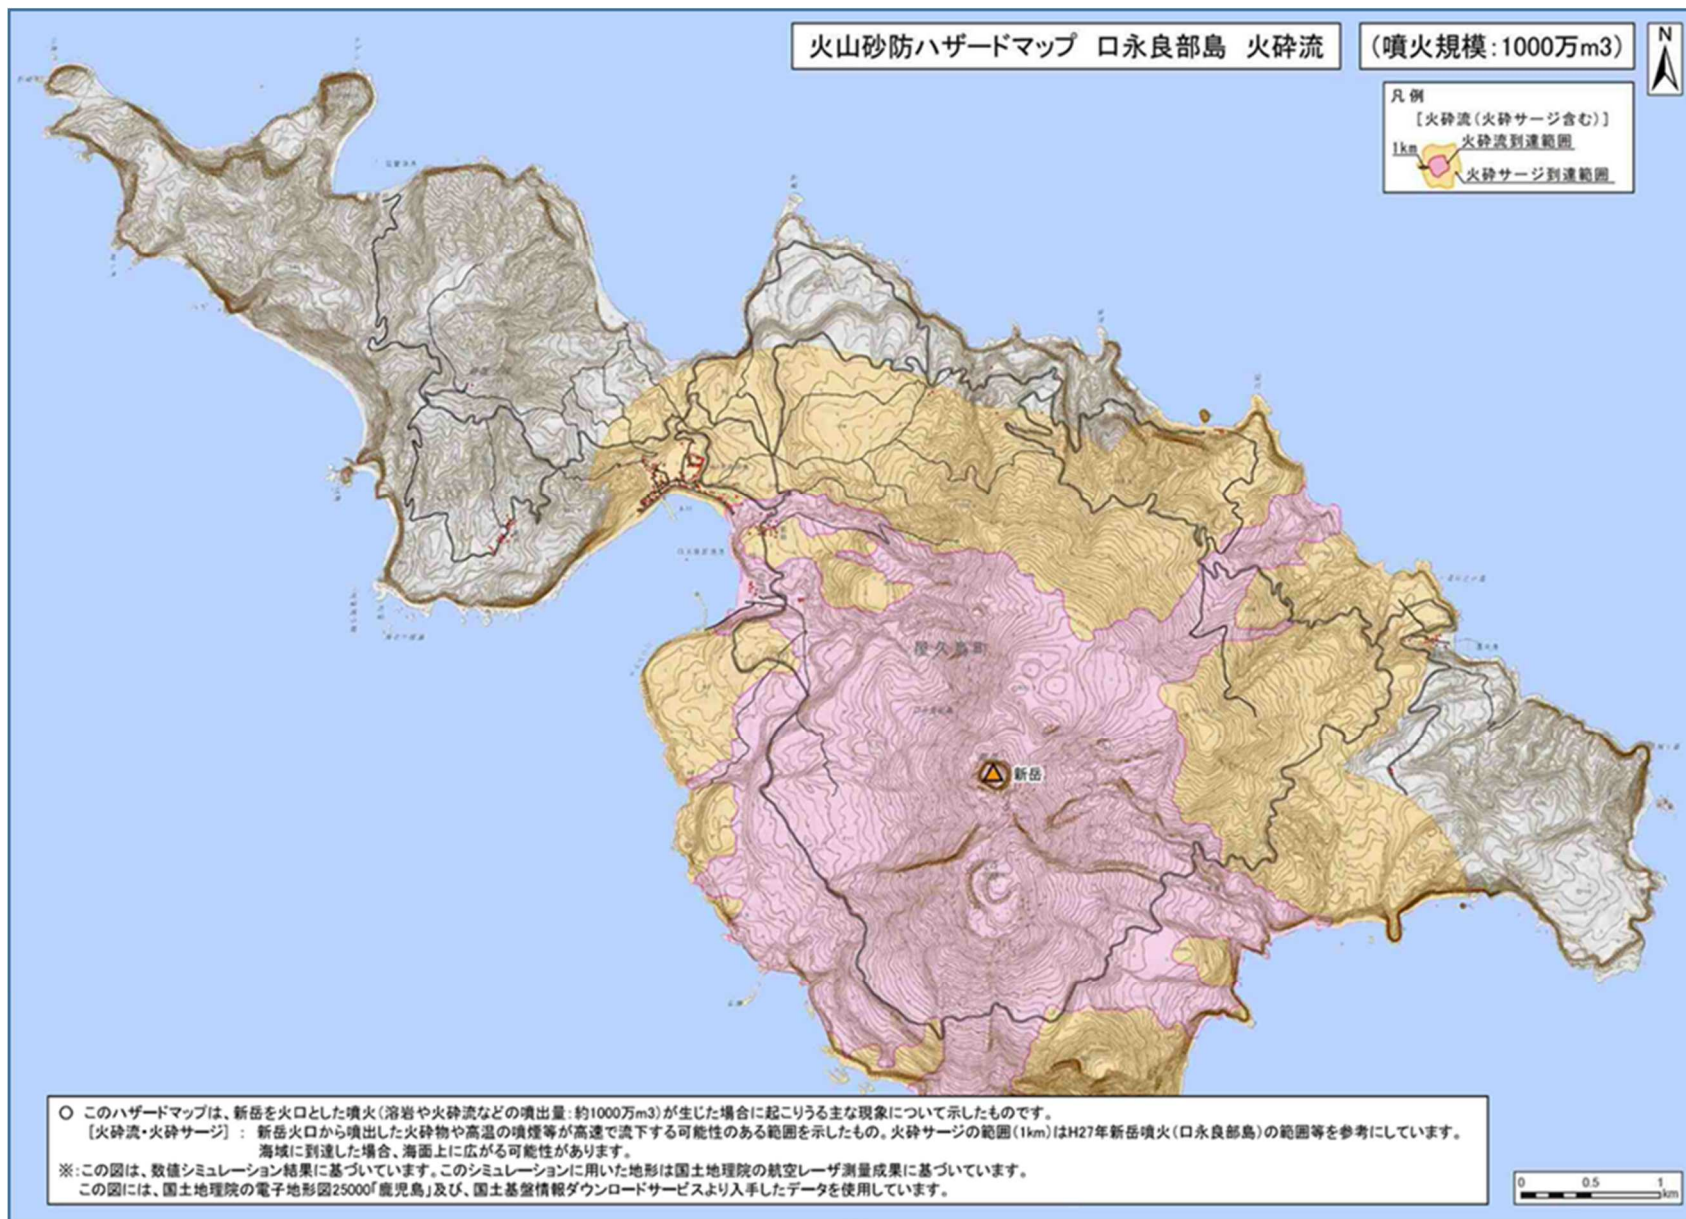 火山砂防ハザードマップ 口永良部島 火砕流
(噴火規模:1000万m3)
N
凡例
[火砕流(火砕サージ含む)]
1km
火砕流到達範囲
火砕サージ到達範囲
屋久島町
新岳
○ このハザードマップは、新岳を火口とした噴火(溶岩や火砕流などの噴出量:約1000万m3)が生じた場合に起こりうる主な現象について示したものです。
[火砕流・火砕サージ] : 新岳火口から噴出した火砕物や高温の噴煙等が高速で流下する可能性のある範囲を示したもの。火砕サージの範囲(1km)はH27年新岳噴火(口永良部島)の範囲等を参考にしています。
海域に到達した場合、海面上に広がる可能性があります。
※:この図は、数値シミュレーション結果に基づいています。このシミュレーションに用いた地形は国土地理院の航空レーザ測量成果に基づいています。
この図には、国土地理院の電子地形図25000「鹿児島」及び、国土基盤情報ダウンロードサービスより入手したデータを使用しています。
0 0.5 1
km